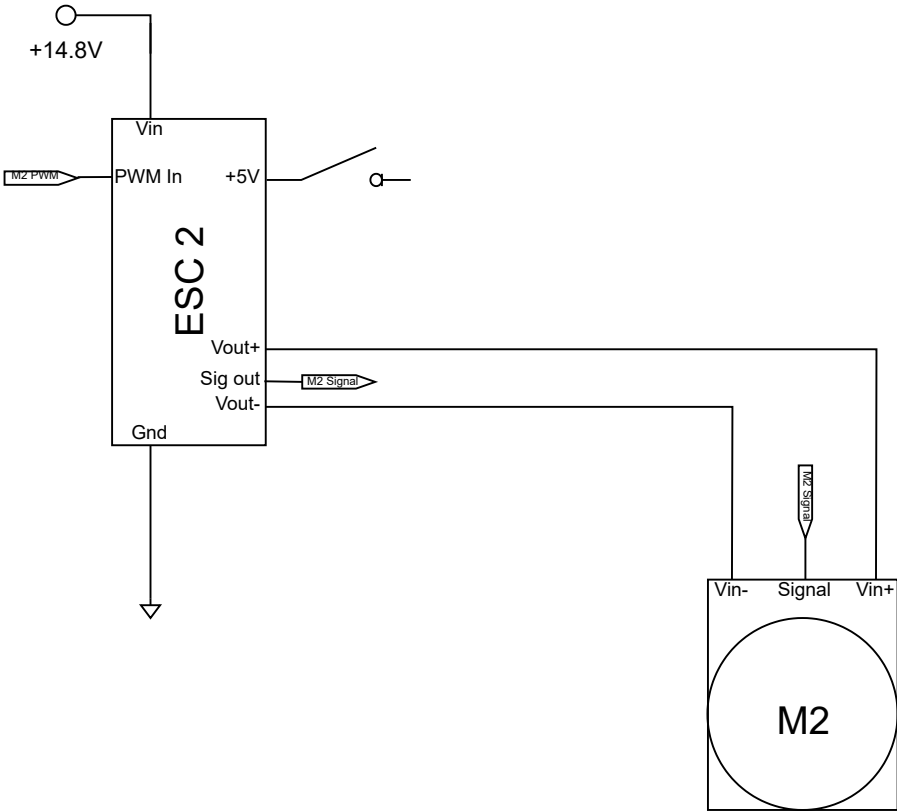 +14.8V
Vin
M2 PWM
PWM In
+5V
ESC 2
Vout+
Sig out
M2 Signal
Vout-
Gnd
M2 Signal
Vin-
Signal
Vin+
M2